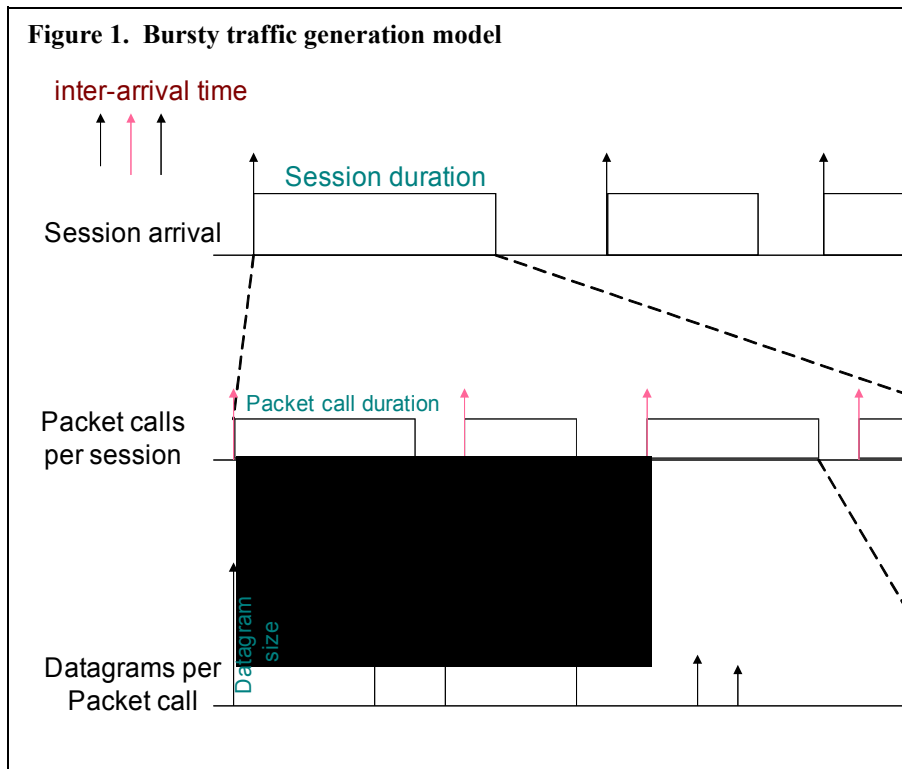 Figure 1. Bursty traffic generation model
inter-arrival time
Session duration
Session arrival
Packet call duration
Packet calls
per session
Datagram
size
Datagrams per
Packet call